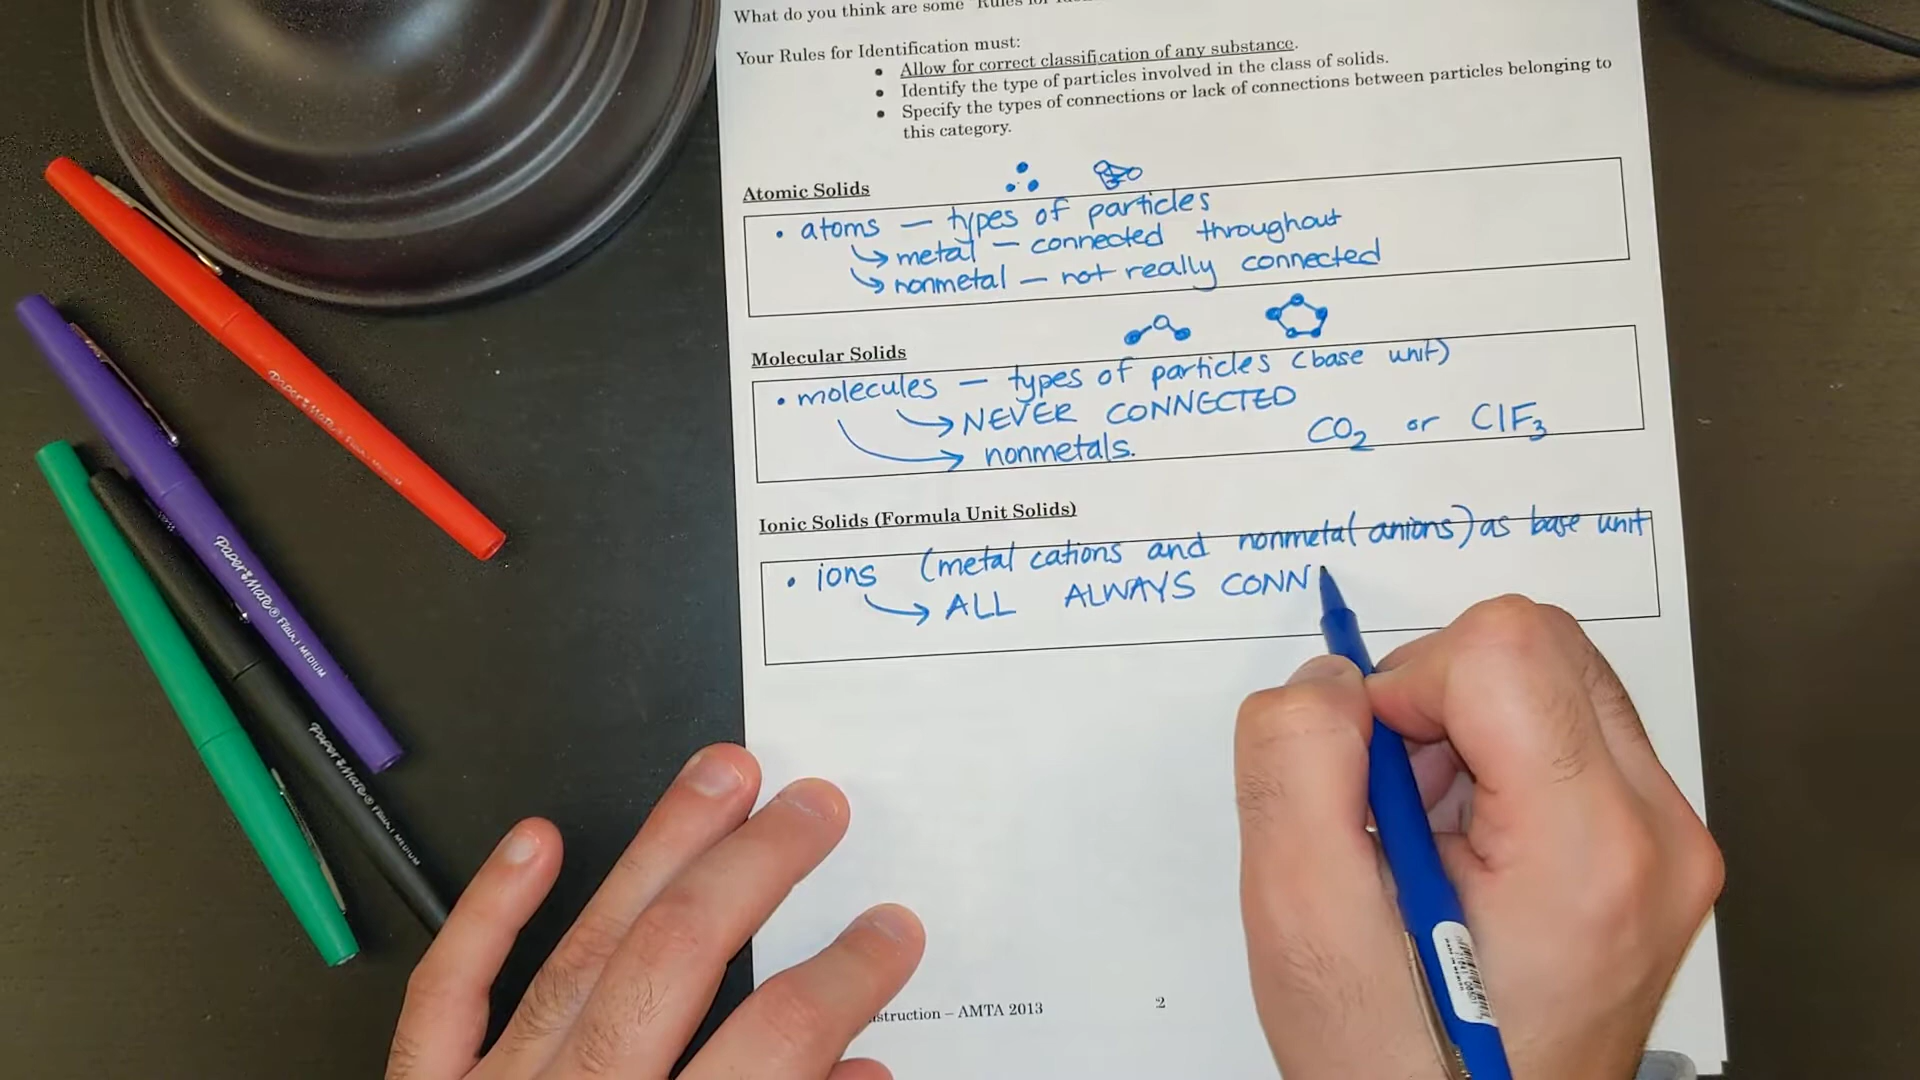 What do you think are some "Rules for
Your Rules for Identification must:
• Allow for correct classification of any substance.
• Identify the type of particles involved in the class of solids.
• Specify the types of connections or lack of connections between particles belonging to
this category.
Atomic Solids
• atoms — types of particles
↳ metal — connected throughout
↳ nonmetal — not really connected
Molecular Solids
• molecules — types of particles (base unit)
→ NEVER CONNECTED
→ nonmetals. CO₂ or ClF₃
Ionic Solids (Formula Unit Solids)
• ions (metal cations and nonmetal anions) as base unit
→ ALL ALWAYS CONN
struction – AMTA 2013 2
Paper Mate® Flair! MEDIUM
Paper Mate® Flair! MEDIUM
Paper Mate® Flair! MEDIUM